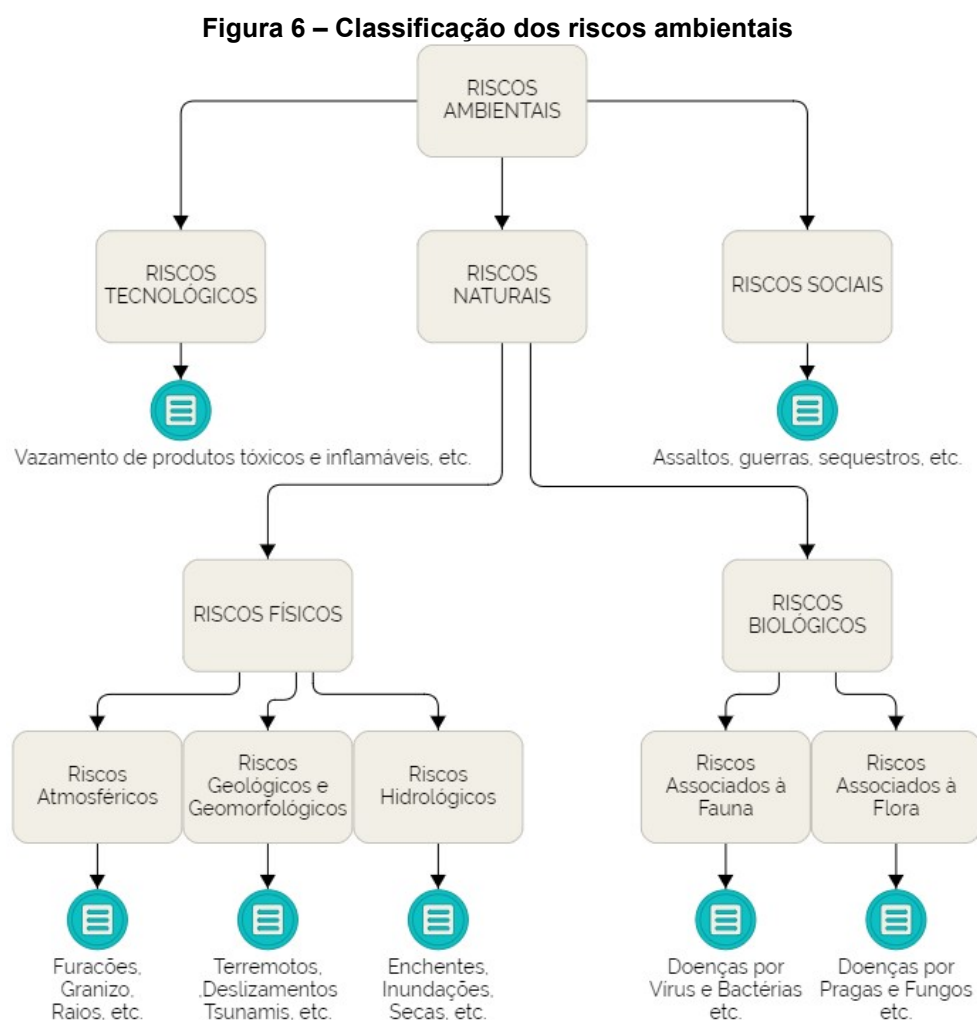 Figura 6 – Classificação dos riscos ambientais
RISCOS
AMBIENTAIS
RISCOS
TECNOLÓGICOS
RISCOS
NATURAIS
RISCOS SOCIAIS
Vazamento de produtos tóxicos e inflamáveis, etc.
Assaltos, guerras, sequestros, etc.
RISCOS FÍSICOS
RISCOS
BIOLÓGICOS
Riscos
Atmosféricos
Riscos
Geológicos e
Geomorfológicos
Riscos
Hidrológicos
Riscos
Associados à
Fauna
Riscos
Associados à
Flora
Furacões,
Granizo,
Raios, etc.
Terremotos,
,Deslizamentos
Tsunamis, etc.
Enchentes,
Inundações,
Secas, etc.
Doenças por
Vírus e Bactérias
etc.
Doenças por
Pragas e Fungos
etc.